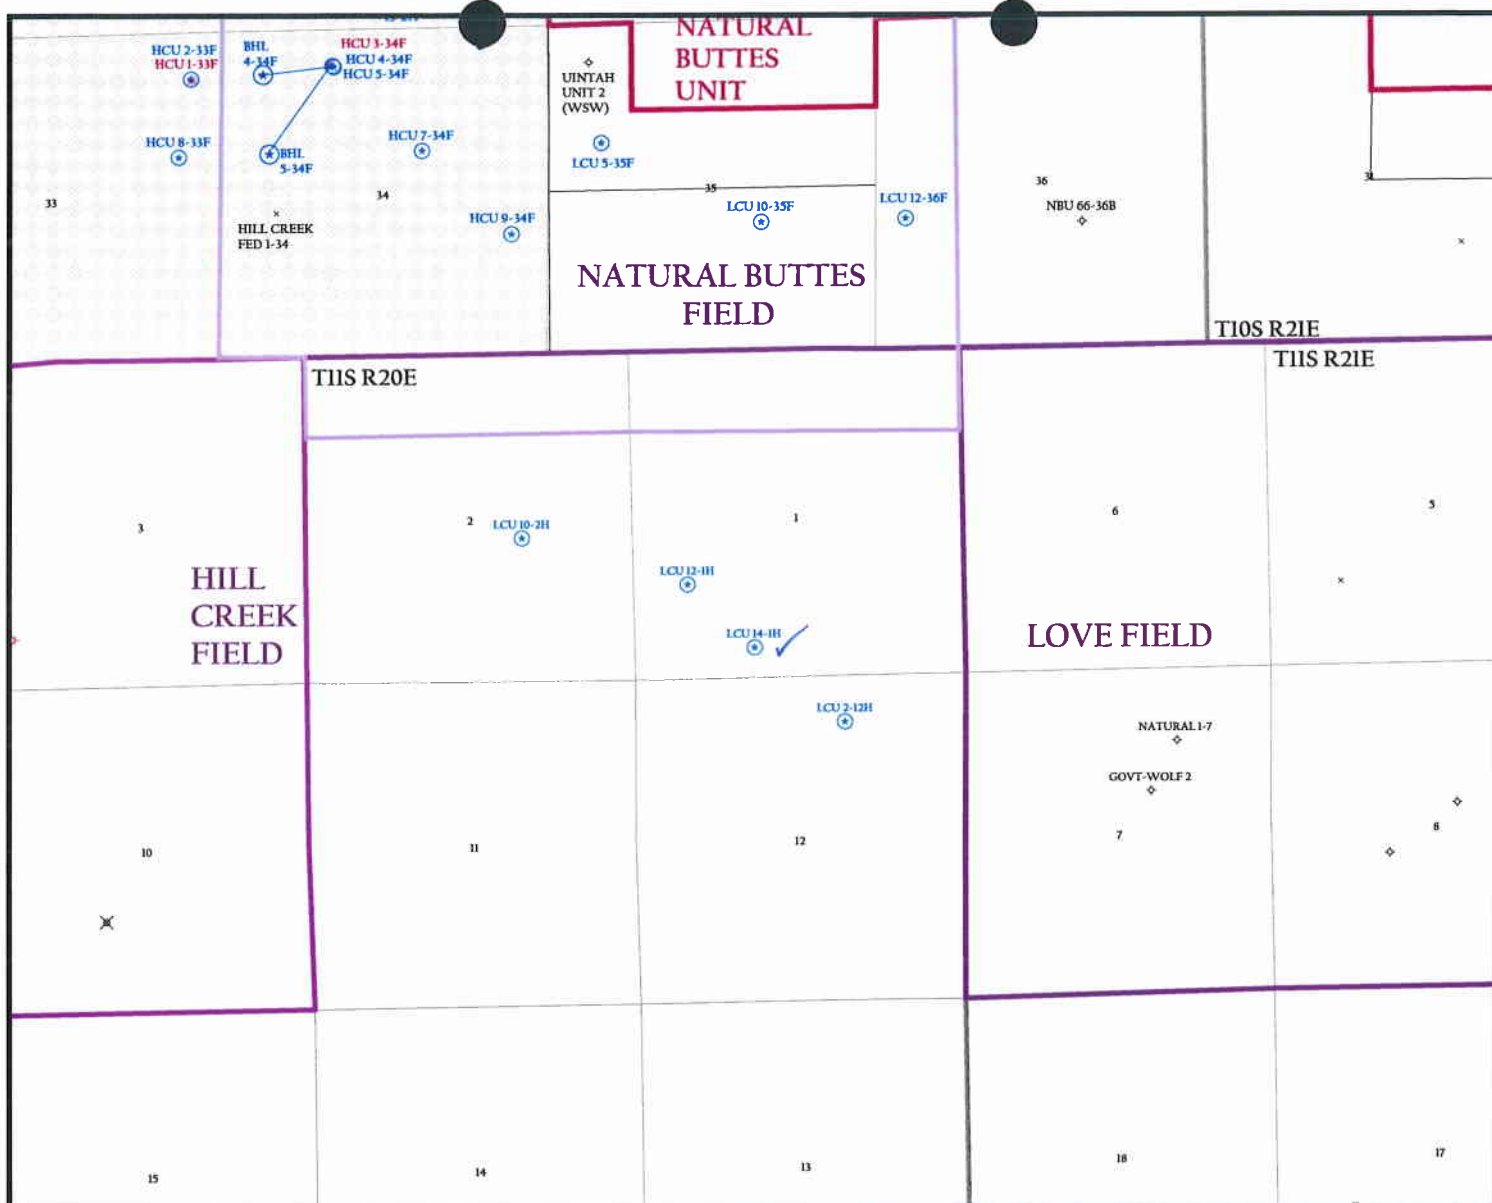 HCU 2-33F
HCU 1-33F
BHL
4-34F
HCU 3-34F
HCU 4-34F
HCU 5-34F
NATURAL
BUTTES
UNIT
UINTAH
UNIT 2
(WSW)
HCU 8-33F
BHL
5-34F
HCU 7-34F
LCU 5-35F
33
34
35
36
31
HILL CREEK
FED 1-34
HCU 9-34F
LCU 10-35F
LCU 12-36F
NBU 66-36B
NATURAL BUTTES
FIELD
T10S R21E
T11S R20E
T11S R21E
3
2
LCU 10-2H
1
6
5
HILL
CREEK
FIELD
LCU 12-1H
LCU 14-1H
LOVE FIELD
LCU 2-12H
NATURAL 1-7
GOVT-WOLF 2
10
11
12
7
8
15
14
13
18
17